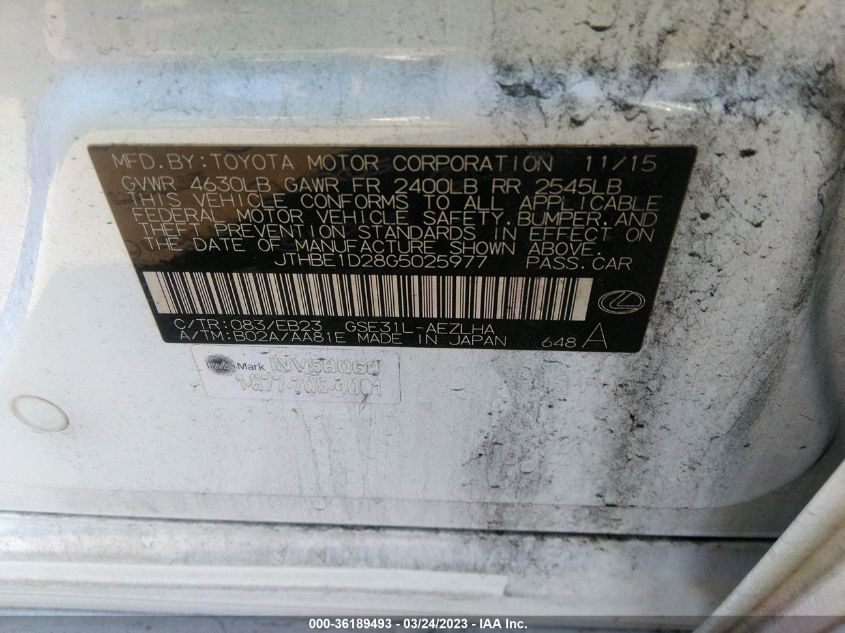 MFD.BY:TOYOTA MOTOR CORPORATION 11/15
GVWR 4630LB GAWR FR 2400LB RR 2545LB
THIS VEHICLE CONFORMS TO ALL APPLICABLE
FEDERAL MOTOR VEHICLE SAFETY, BUMPER, AND
THEFT PREVENTION STANDARDS IN EFFECT ON
THE DATE OF MANUFACTURE SHOWN ABOVE.
JTHBE1D28G5025977 PASS.CAR
C/TR:083/EB23 GSE31L-AEZLHA
A/TM:B02A/AA81E MADE IN JAPAN 648 A
Mark
000-36189493 - 03/24/2023 - IAA Inc.